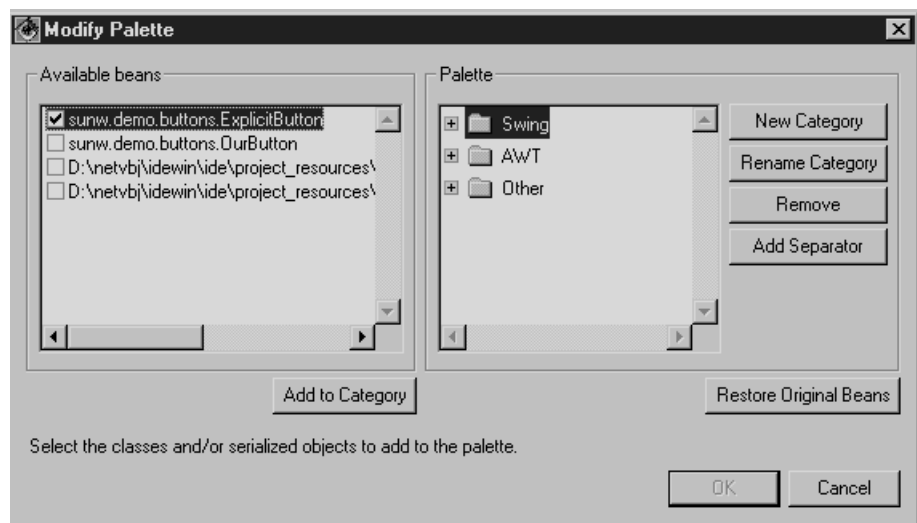 Modify Palette
Available beans
sunw.demo.buttons.ExplicitButton
sunw.demo.buttons.OurButton
D:\netvbj\idewin\ide\project_resources\
D:\netvbj\idewin\ide\project_resources\
Add to Category
Palette
Swing
AWT
Other
New Category
Rename Category
Remove
Add Separator
Restore Original Beans
Select the classes and/or serialized objects to add to the palette.
OK
Cancel